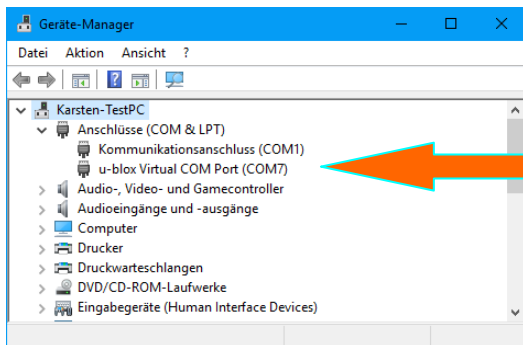 Geräte-Manager
Datei Aktion Ansicht ?
Karsten-TestPC
Anschlüsse (COM & LPT)
Kommunikationsanschluss (COM1)
u-blox Virtual COM Port (COM7)
Audio-, Video- und Gamecontroller
Audioeingänge und -ausgänge
Computer
Drucker
Druckwarteschlangen
DVD/CD-ROM-Laufwerke
Eingabegeräte (Human Interface Devices)